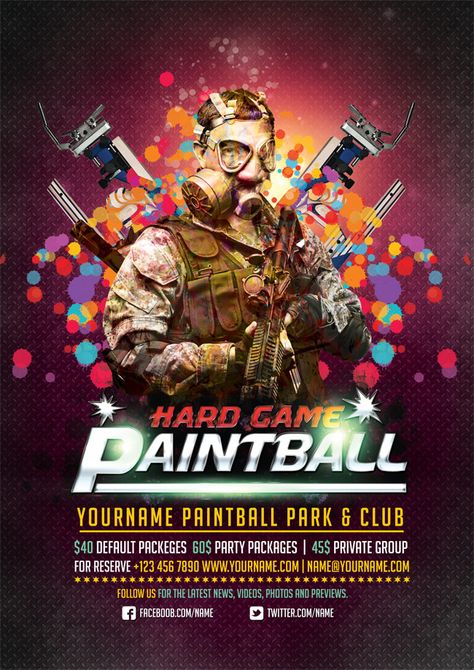 HARD GAME
PAINTBALL
YOURNAME PAINTBALL PARK & CLUB
$40 DEFAULT PACKEGES 60$ PARTY PACKAGES | 45$ PRIVATE GROUP
FOR RESERVE +123 456 7890 WWW.YOURNAME.COM | NAME@YOURNAME.COM
FOLLOW US FOR THE LATEST NEWS, VIDEOS, PHOTOS AND PREVIEWS.
FACEBOOB.COM/NAME TWITTER.COM/NAME